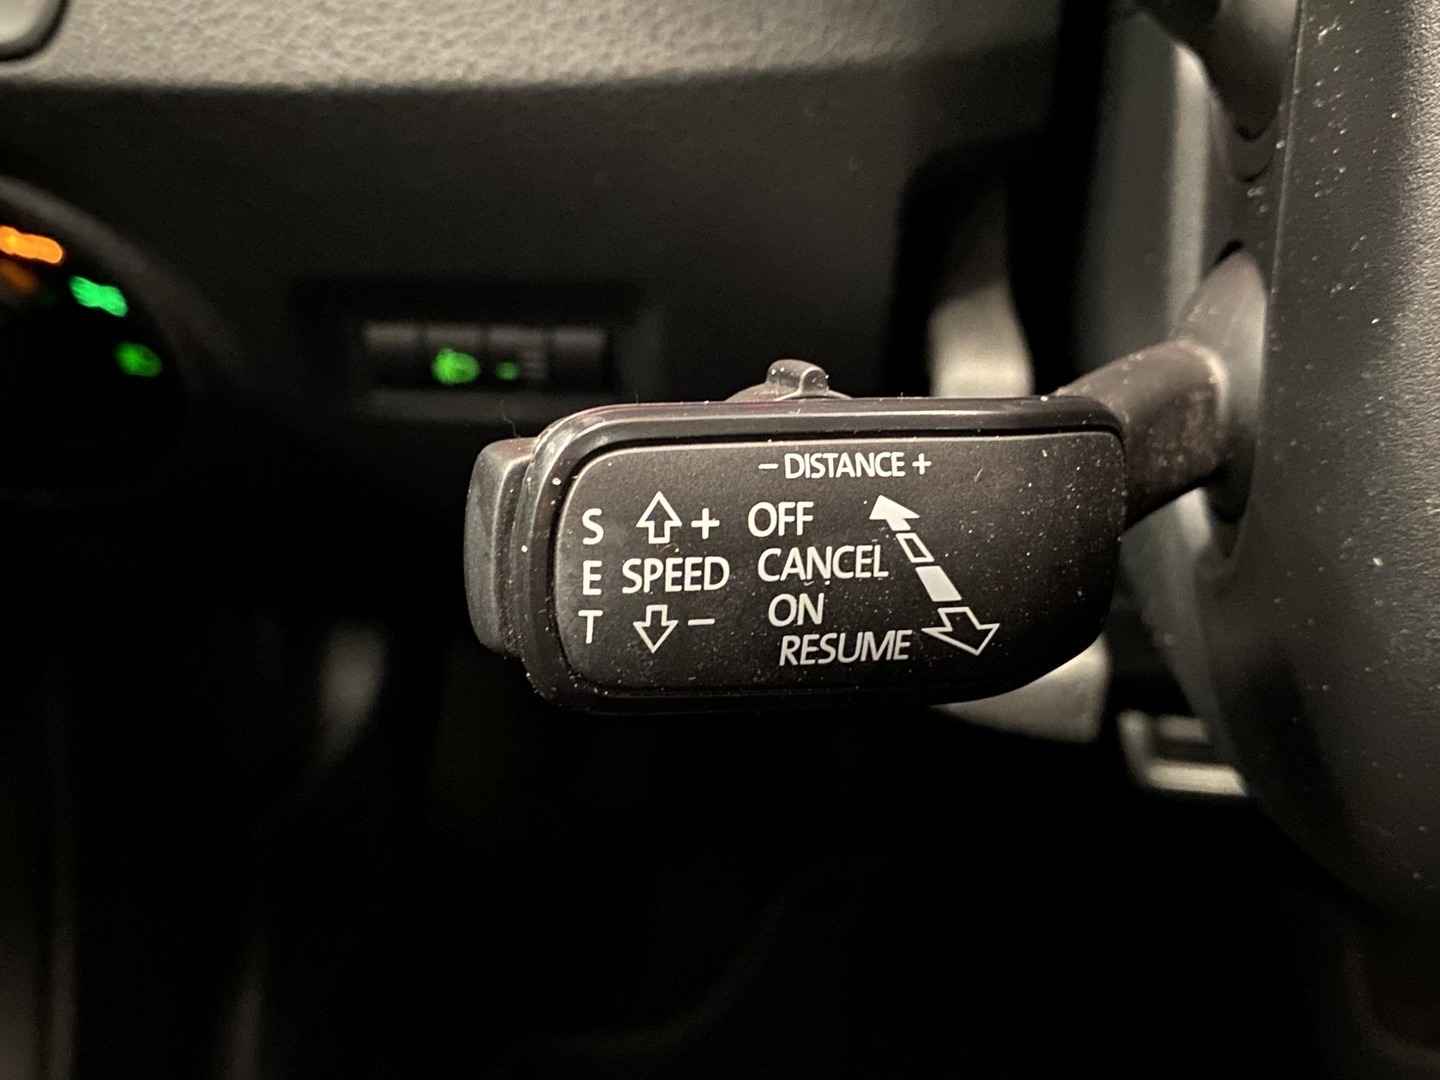 − DISTANCE +
S + OFF
E SPEED CANCEL
T − ON
RESUME